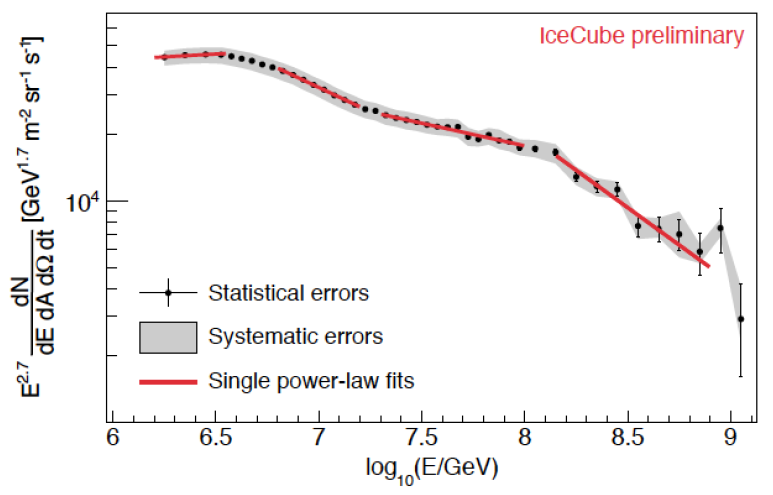 IceCube preliminary
E^2.7 dN / dE dA dΩ dt [GeV^1.7 m^-2 sr^-1 s^-1]
10^4
Statistical errors
Systematic errors
Single power-law fits
6 6.5 7 7.5 8 8.5 9
log_10(E/GeV)